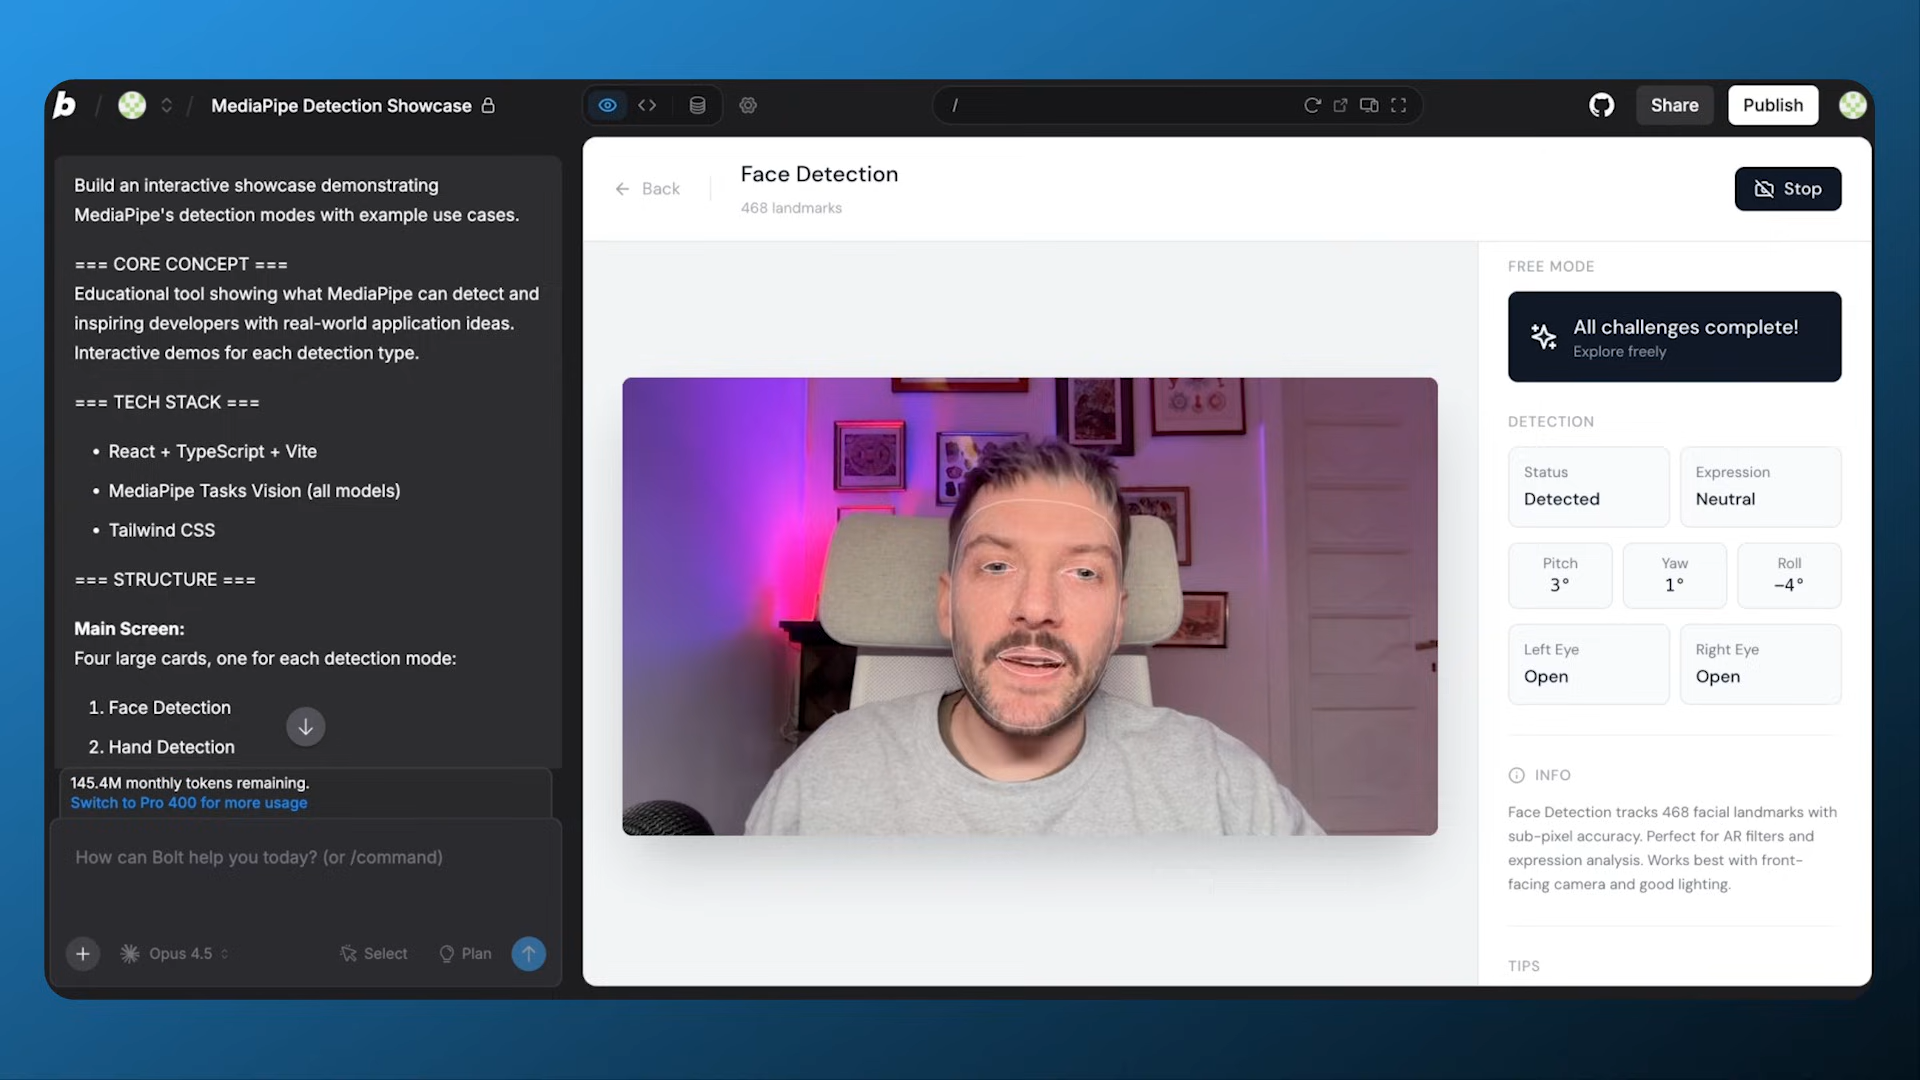 b / / MediaPipe Detection Showcase
/
Share
Publish
Build an interactive showcase demonstrating
MediaPipe's detection modes with example use cases.
=== CORE CONCEPT ===
Educational tool showing what MediaPipe can detect and
inspiring developers with real-world application ideas.
Interactive demos for each detection type.
=== TECH STACK ===
• React + TypeScript + Vite
• MediaPipe Tasks Vision (all models)
• Tailwind CSS
=== STRUCTURE ===
Main Screen:
Four large cards, one for each detection mode:
1. Face Detection
2. Hand Detection
145.4M monthly tokens remaining.
Switch to Pro 400 for more usage
How can Bolt help you today? (or /command)
Opus 4.5
Select
Plan
Back
Face Detection
468 landmarks
Stop
FREE MODE
All challenges complete!
Explore freely
DETECTION
Status
Detected
Expression
Neutral
Pitch
3°
Yaw
1°
Roll
-4°
Left Eye
Open
Right Eye
Open
INFO
Face Detection tracks 468 facial landmarks with
sub-pixel accuracy. Perfect for AR filters and
expression analysis. Works best with front-
facing camera and good lighting.
TIPS